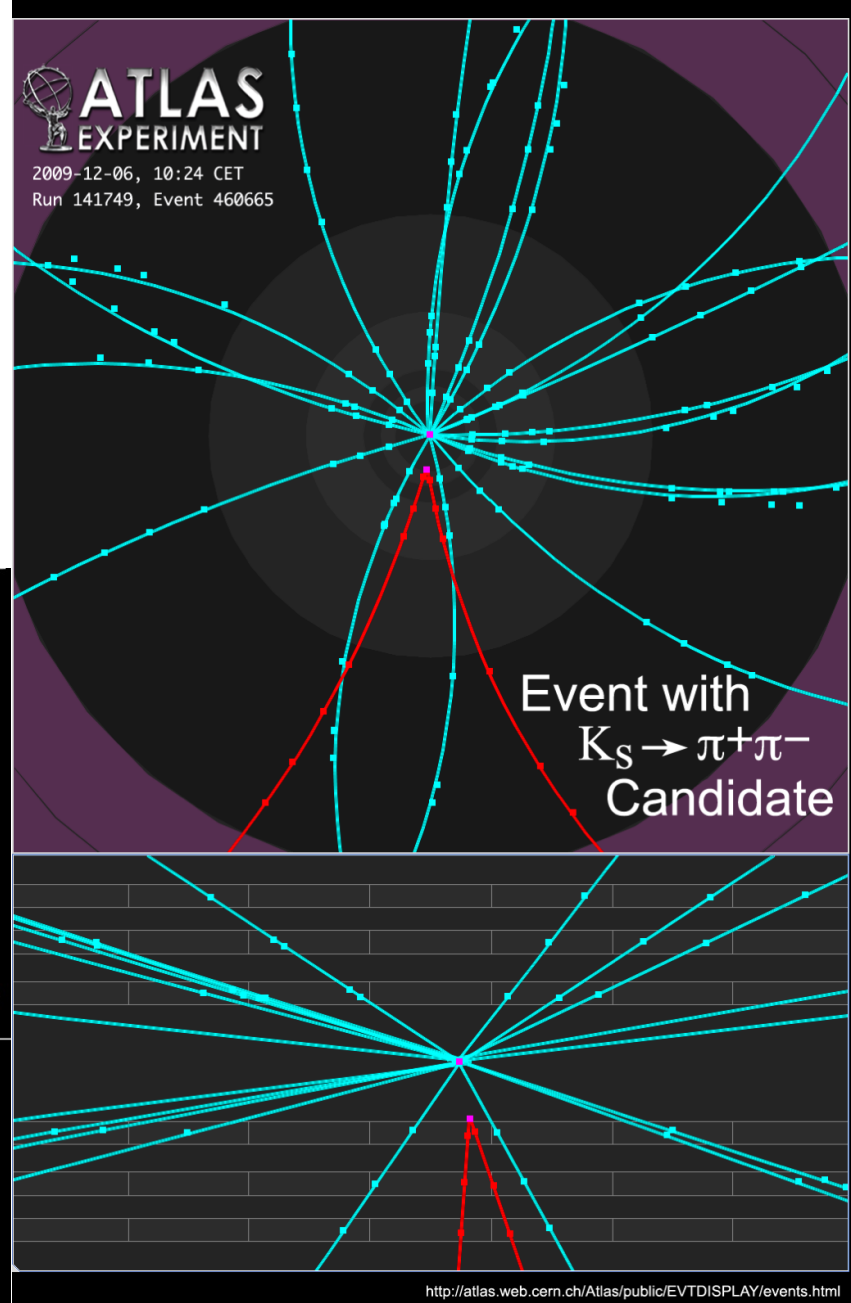 ATLAS
EXPERIMENT
2009-12-06, 10:24 CET
Run 141749, Event 460665
Event with
K_S → π⁺π⁻
Candidate
http://atlas.web.cern.ch/Atlas/public/EVTDISPLAY/events.html